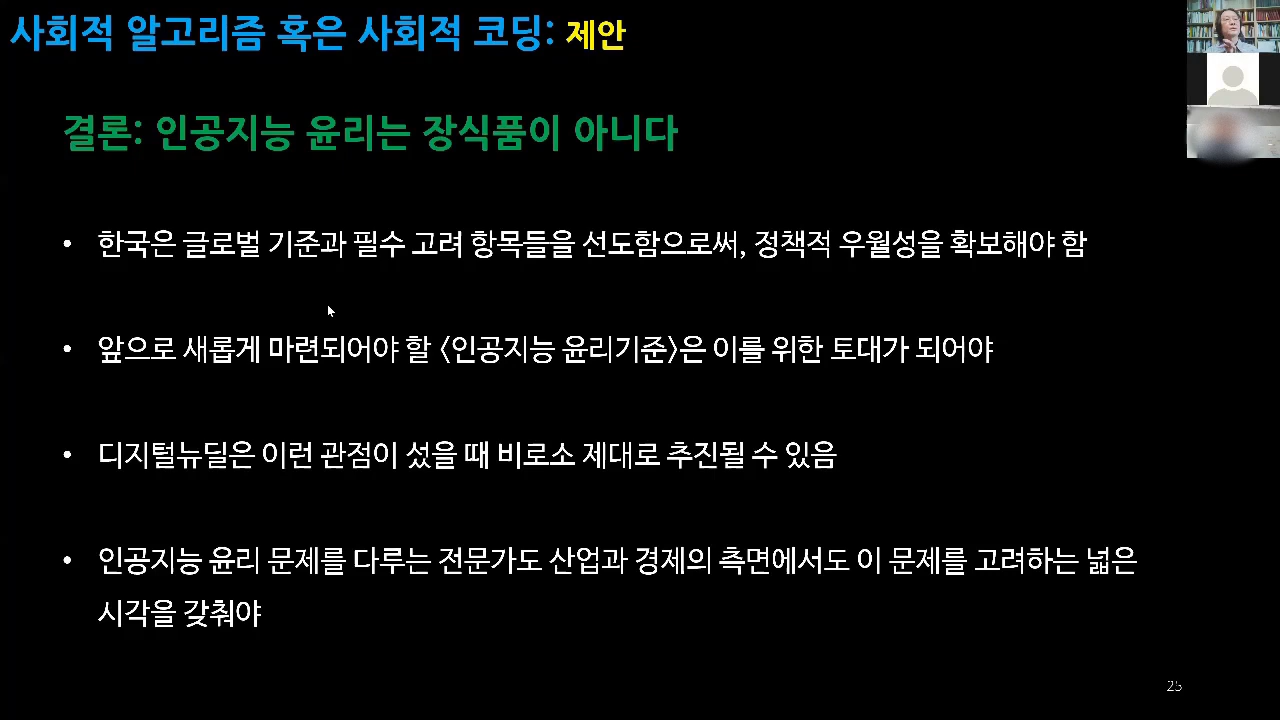 사회적 알고리즘 혹은 사회적 코딩: 제안
결론: 인공지능 윤리는 장식품이 아니다
• 한국은 글로벌 기준과 필수 고려 항목들을 선도함으로써, 정책적 우월성을 확보해야 함
• 앞으로 새롭게 마련되어야 할 <인공지능 윤리기준>은 이를 위한 토대가 되어야
• 디지털뉴딜은 이런 관점이 섰을 때 비로소 제대로 추진될 수 있음
• 인공지능 윤리 문제를 다루는 전문가도 산업과 경제의 측면에서도 이 문제를 고려하는 넓은
시각을 갖춰야
25